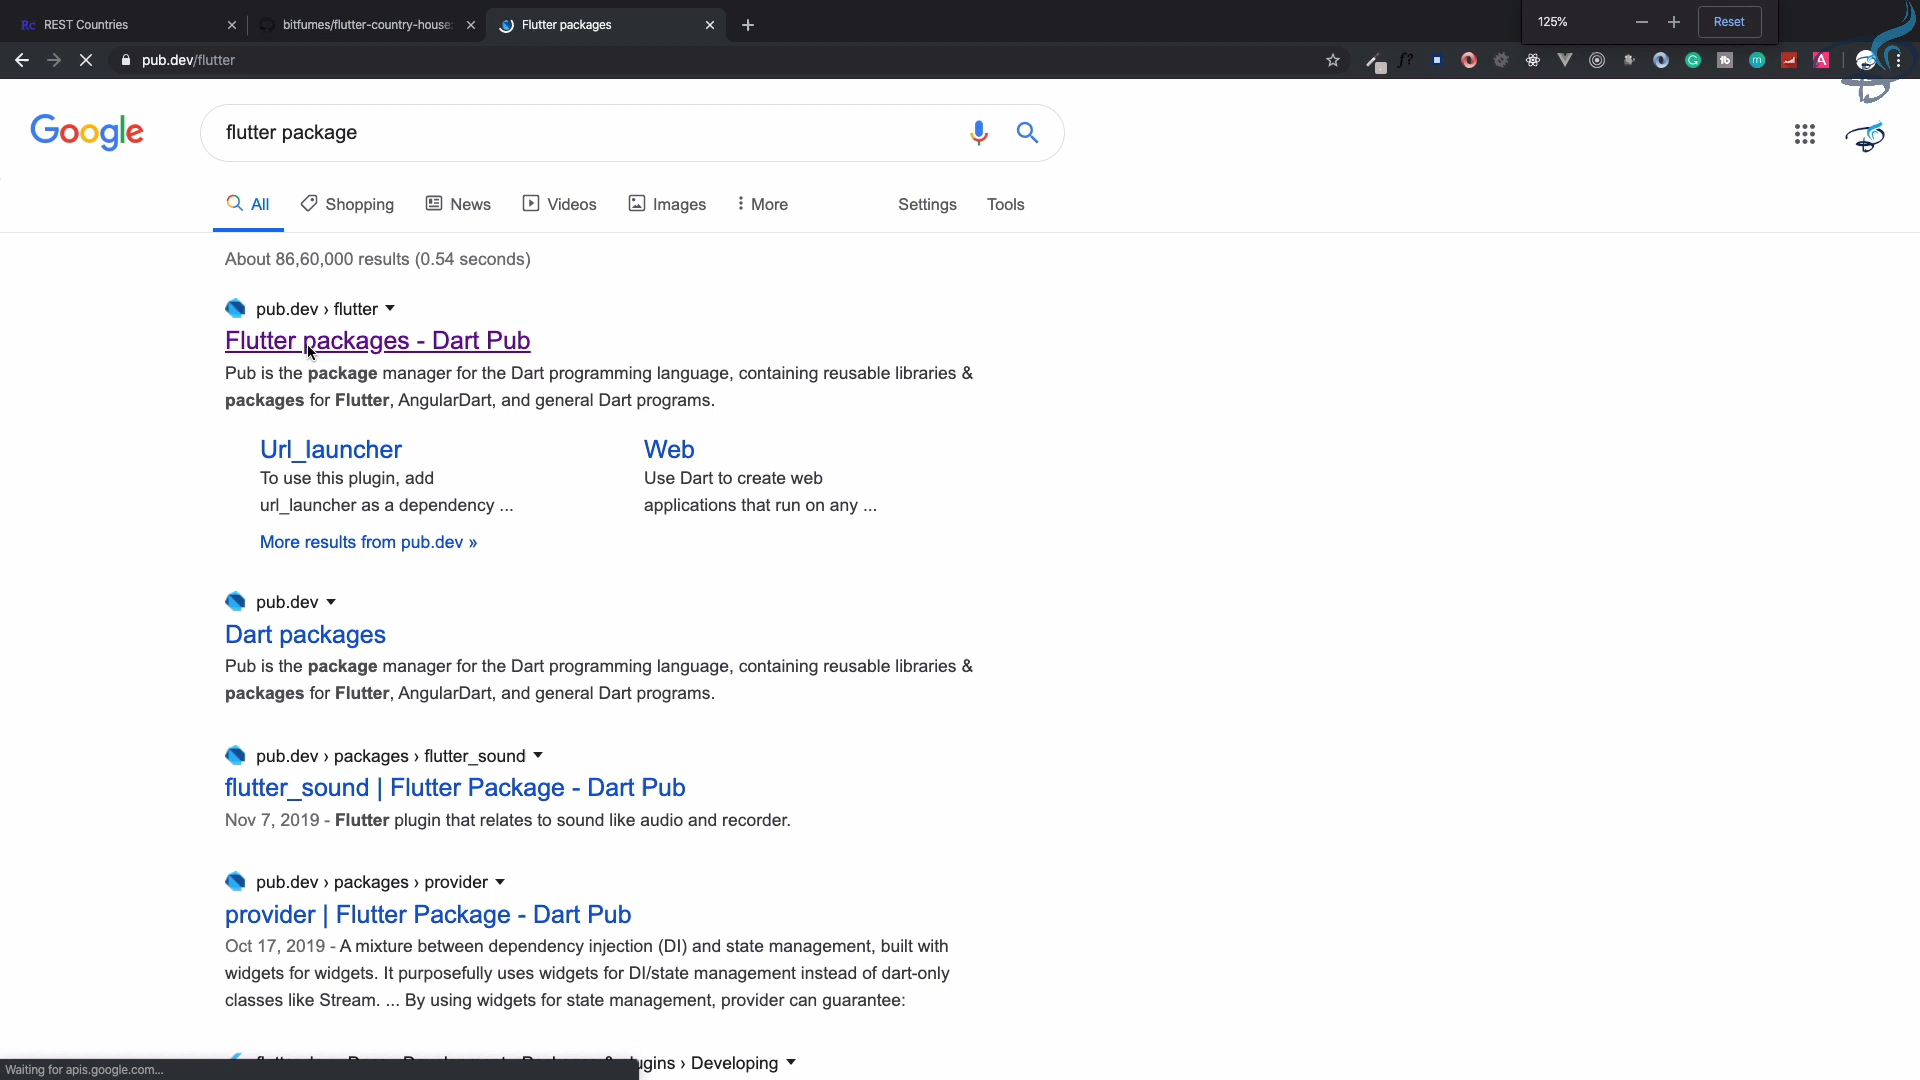 Rc REST Countries
bitfumes/flutter-country-house
Flutter packages
125%
Reset
pub.dev/flutter
Google
flutter package
All
Shopping
News
Videos
Images
More
Settings
Tools
About 86,60,000 results (0.54 seconds)
pub.dev › flutter
Flutter packages - Dart Pub
Pub is the package manager for the Dart programming language, containing reusable libraries &
packages for Flutter, AngularDart, and general Dart programs.
Url_launcher
To use this plugin, add
url_launcher as a dependency ...
Web
Use Dart to create web
applications that run on any ...
More results from pub.dev »
pub.dev
Dart packages
Pub is the package manager for the Dart programming language, containing reusable libraries &
packages for Flutter, AngularDart, and general Dart programs.
pub.dev › packages › flutter_sound
flutter_sound | Flutter Package - Dart Pub
Nov 7, 2019 - Flutter plugin that relates to sound like audio and recorder.
pub.dev › packages › provider
provider | Flutter Package - Dart Pub
Oct 17, 2019 - A mixture between dependency injection (DI) and state management, built with
widgets for widgets. It purposefully uses widgets for DI/state management instead of dart-only
classes like Stream. ... By using widgets for state management, provider can guarantee:
› Developing
Waiting for apis.google.com...